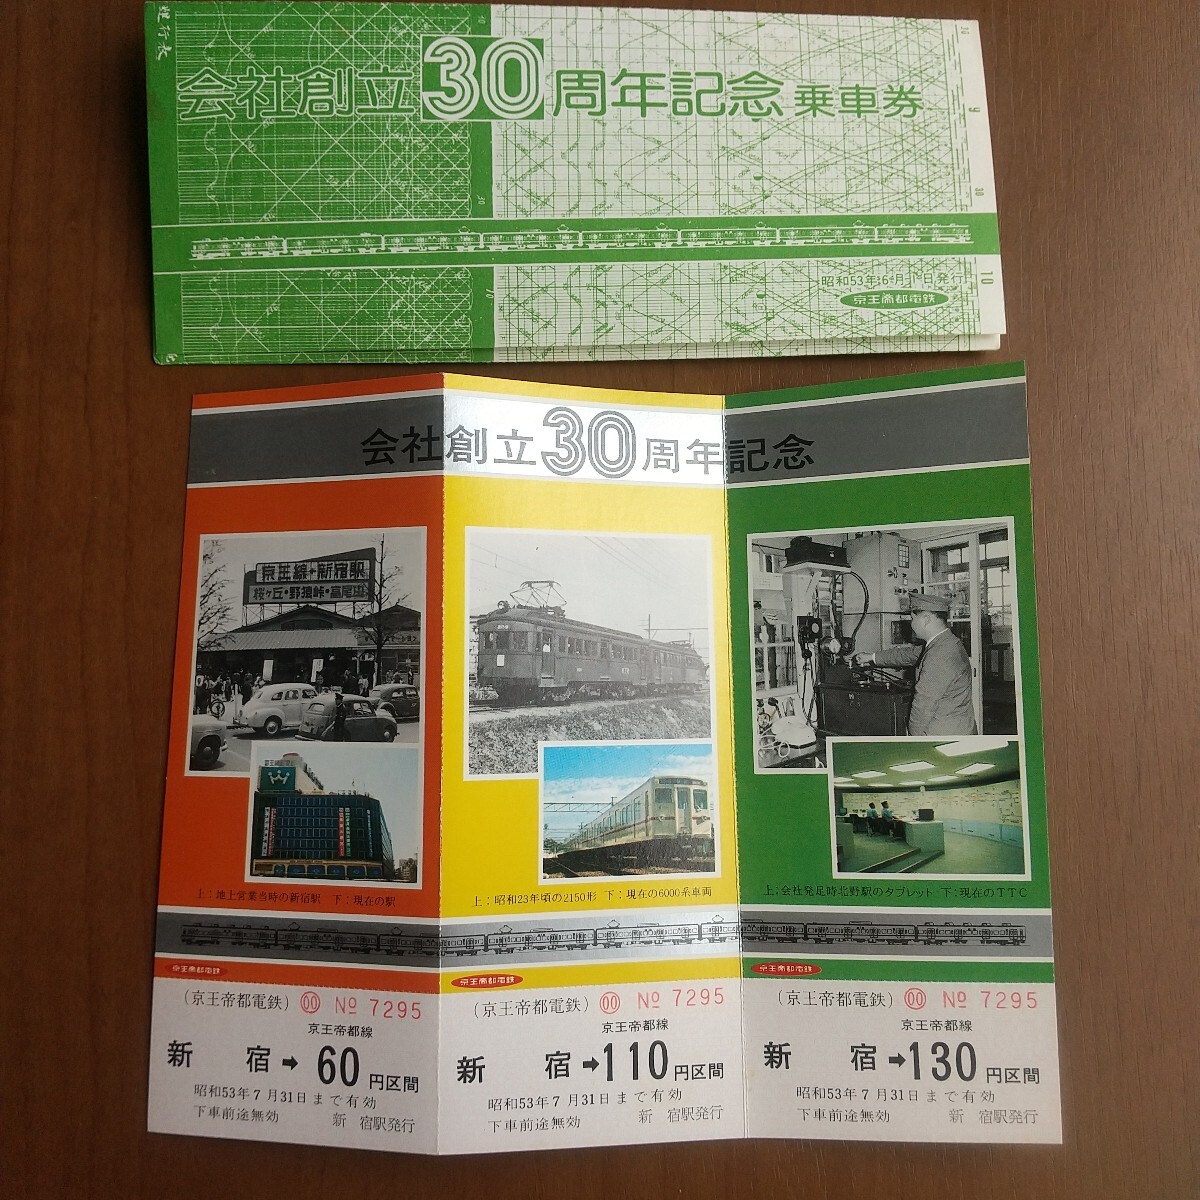 運行表
会社創立30周年記念 乗車券
昭和53年6月1日発行
京王帝都電鉄
会社創立30周年記念
京王線・新宿駅
桜ヶ丘・野猿峠・高尾山
上:地上営業当時の新宿駅 下:現在の駅
上:昭和23年頃の2150形 下:現在の6000系車両
上:会社発足時北野駅のタブレット 下:現在のTTC
京王帝都電鉄
(京王帝都電鉄) 00 No 7295
京王帝都線
新宿→60円区間
昭和53年7月31日まで有効
下車前途無効 新宿駅発行
京王帝都電鉄
(京王帝都電鉄) 00 No 7295
京王帝都線
新宿→110円区間
昭和53年7月31日まで有効
下車前途無効 新宿駅発行
京王帝都電鉄
(京王帝都電鉄) 00 No 7295
京王帝都線
新宿→130円区間
昭和53年7月31日まで有効
下車前途無効 新宿駅発行